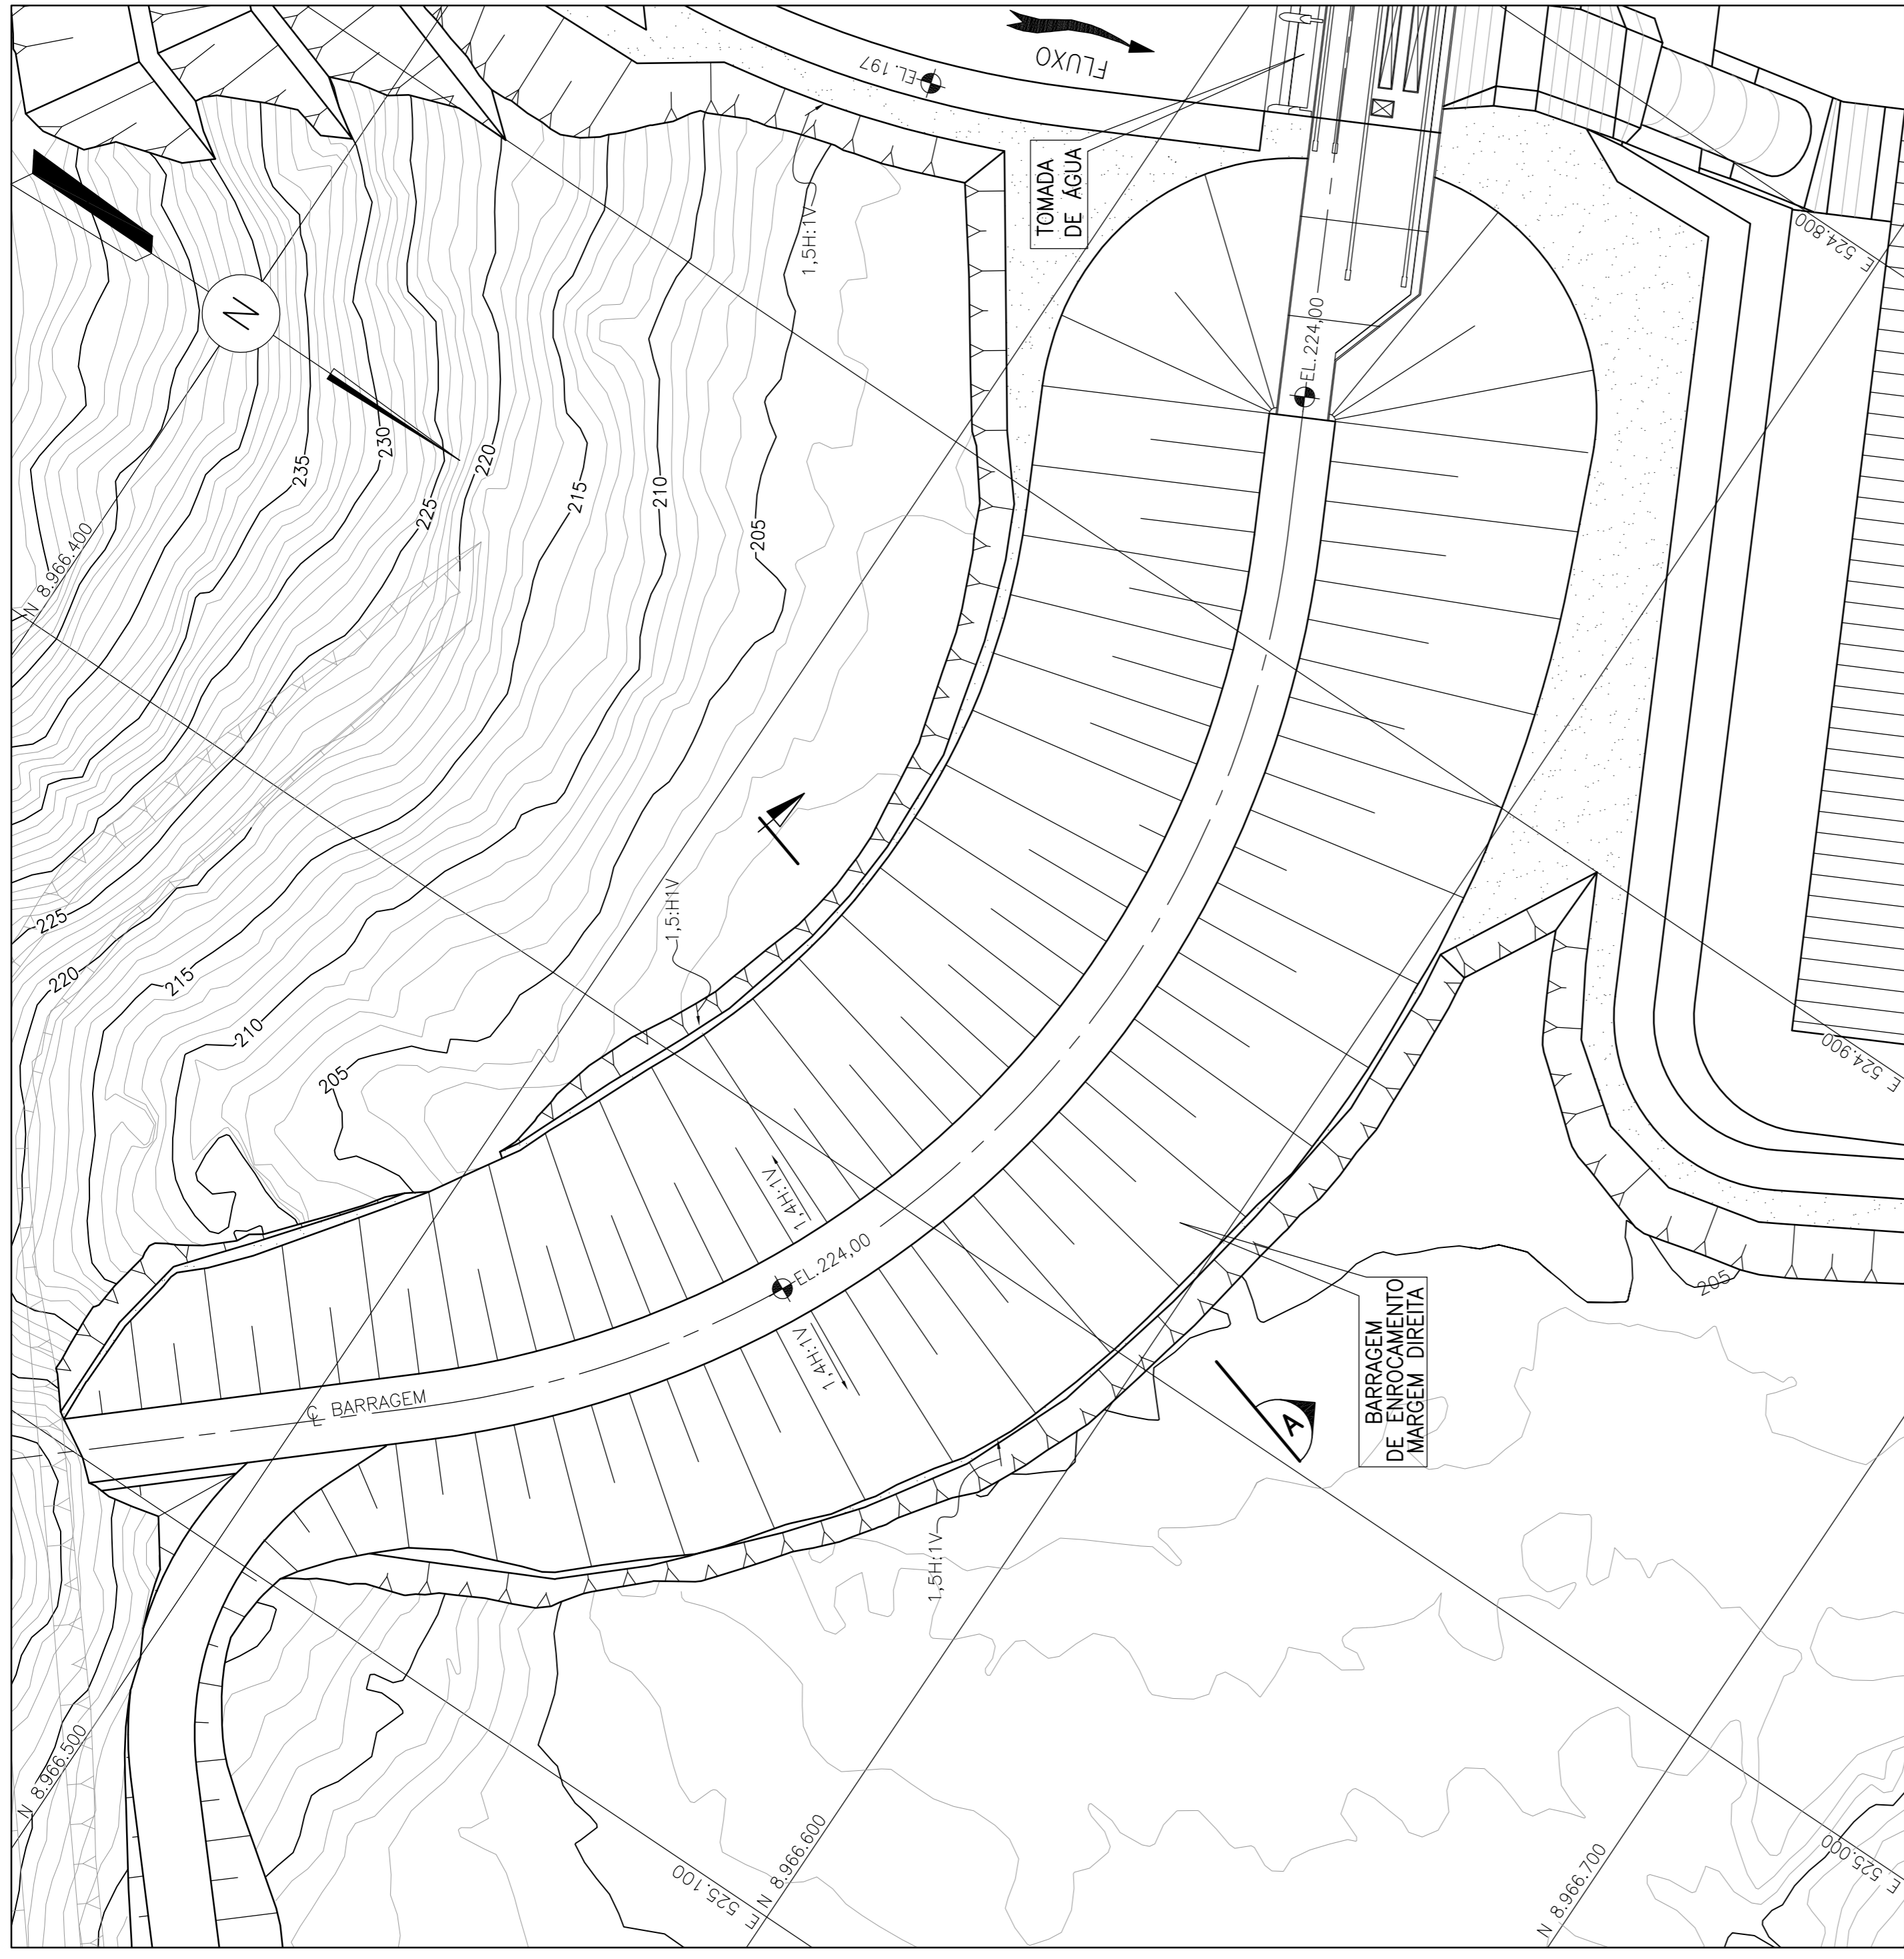 FLUXO
EL.197
TOMADA
DE ÁGUA
1,5H:1V
E 524.800
N
EL.224,00
235
230
225
220
215
210
205
N 8.966.400
225
220
215
210
205
1,5:H1V
E 524.900
1,4H:1V
EL.224,00
1,4H:1V
℄ BARRAGEM
BARRAGEM
DE ENROCAMENTO
MARGEM DIREITA
205
A
1,5H:1V
N 8.966.500
E 525.100
N 8.966.600
N 8.966.700
E 525.000